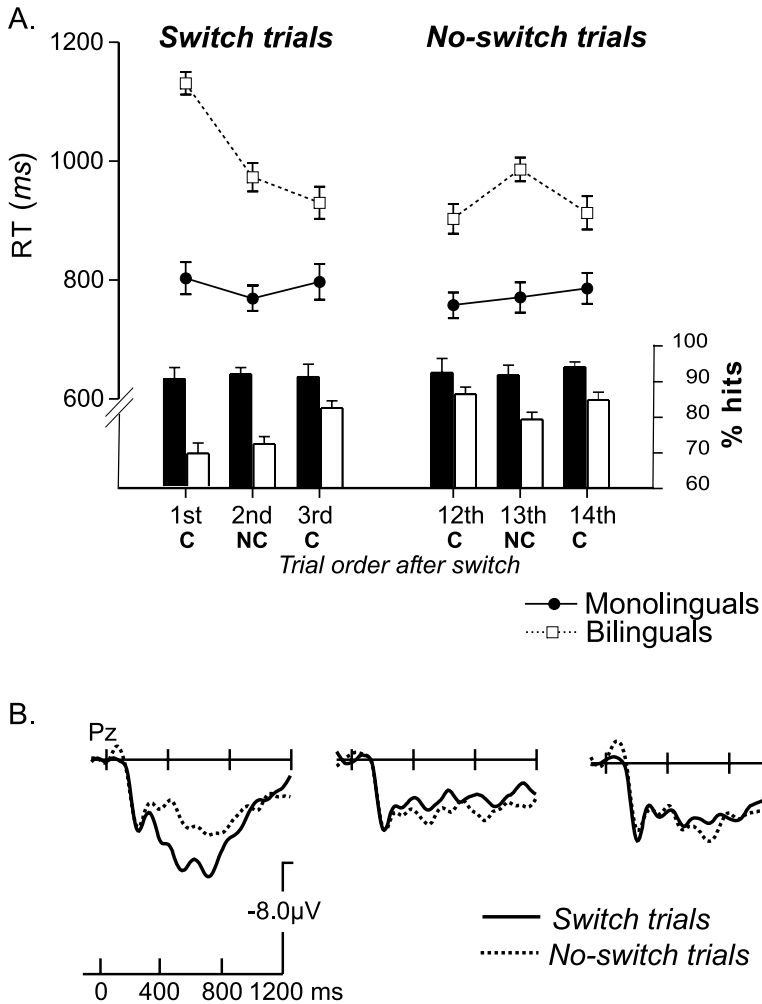 A.
Switch trials No-switch trials
1200
1000
800
600
RT (ms)
100
90
80
70
60
% hits
1st 2nd 3rd 12th 13th 14th
C NC C C NC C
Trial order after switch
Monolinguals
Bilinguals
B.
Pz
-8.0µV
Switch trials
No-switch trials
0 400 800 1200 ms